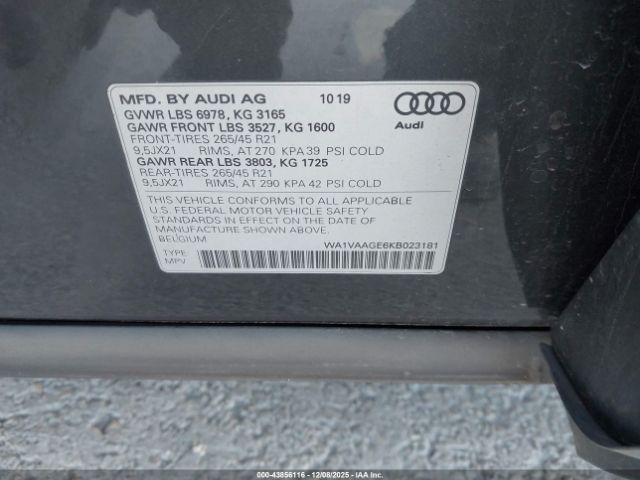 MFD. BY AUDI AG 10 19
GVWR LBS 6978, KG 3165
GAWR FRONT LBS 3527, KG 1600
FRONT-TIRES 265/45 R21
9,5JX21 RIMS, AT 270 KPA 39 PSI COLD
GAWR REAR LBS 3803, KG 1725
REAR-TIRES 265/45 R21
9,5JX21 RIMS, AT 290 KPA 42 PSI COLD
Audi
THIS VEHICLE CONFORMS TO ALL APPLICABLE
U.S. FEDERAL MOTOR VEHICLE SAFETY
STANDARDS IN EFFECT ON THE DATE OF
MANUFACTURE SHOWN ABOVE.
BELGIUM WA1VAAGE6KB023181
TYPE:
MPV
000-43856116 | 12/08/2025 | IAA Inc.